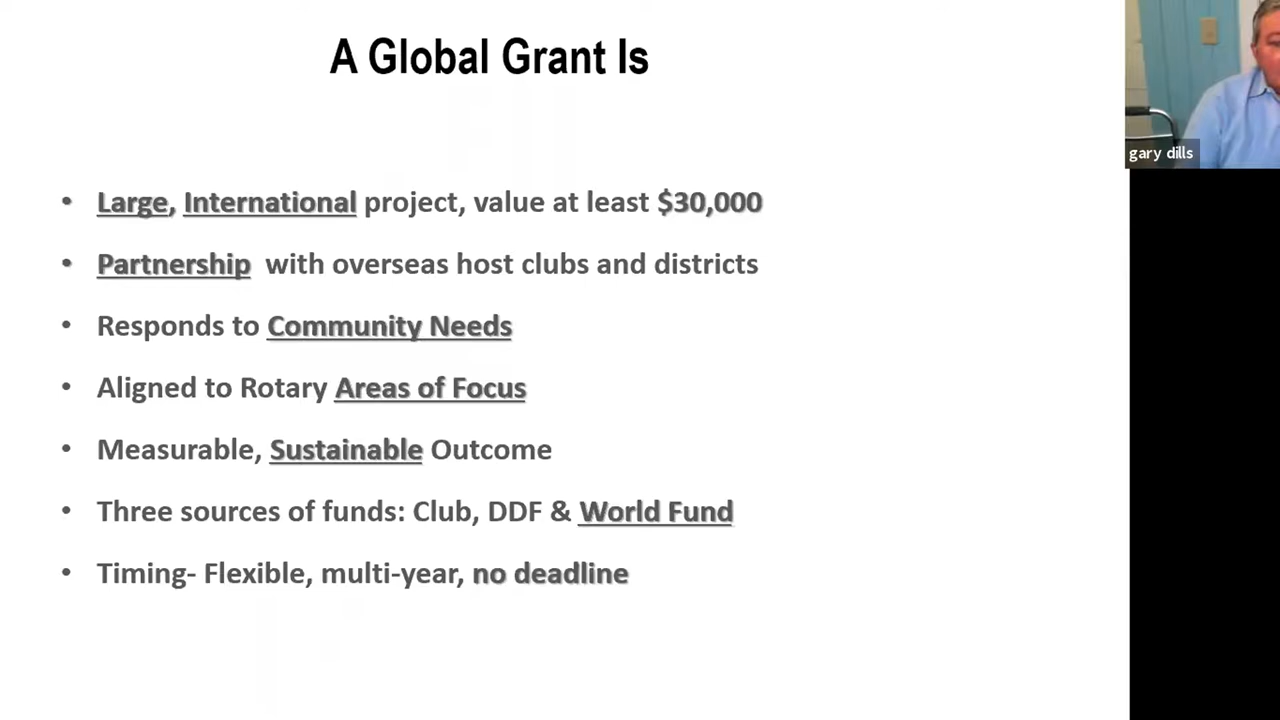 A Global Grant Is
gary dills
• Large, International project, value at least $30,000
• Partnership with overseas host clubs and districts
• Responds to Community Needs
• Aligned to Rotary Areas of Focus
• Measurable, Sustainable Outcome
• Three sources of funds: Club, DDF & World Fund
• Timing- Flexible, multi-year, no deadline